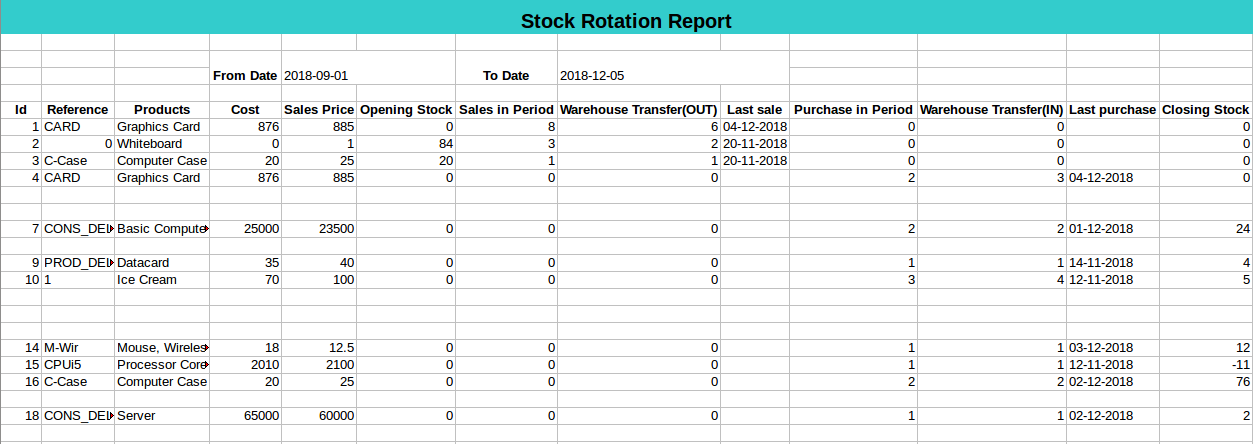 Stock Rotation Report
From Date 2018-09-01 To Date 2018-12-05
Id Reference Products Cost Sales Price Opening Stock Sales in Period Warehouse Transfer(OUT) Last sale Purchase in Period Warehouse Transfer(IN) Last purchase Closing Stock
1 CARD Graphics Card 876 885 0 8 6 04-12-2018 0 0 0
2 0 Whiteboard 0 1 84 3 2 20-11-2018 0 0 0
3 C-Case Computer Case 20 25 20 1 1 20-11-2018 0 0 0
4 CARD Graphics Card 876 885 0 0 0 2 3 04-12-2018 0
7 CONS_DEL Basic Compute 25000 23500 0 0 0 2 2 01-12-2018 24
9 PROD_DEL Datacard 35 40 0 0 0 1 1 14-11-2018 4
10 1 Ice Cream 70 100 0 0 0 3 4 12-11-2018 5
14 M-Wir Mouse, Wireles 18 12.5 0 0 0 1 1 03-12-2018 12
15 CPUi5 Processor Core 2010 2100 0 0 0 1 1 12-11-2018 -11
16 C-Case Computer Case 20 25 0 0 0 2 2 02-12-2018 76
18 CONS_DEL Server 65000 60000 0 0 0 1 1 02-12-2018 2